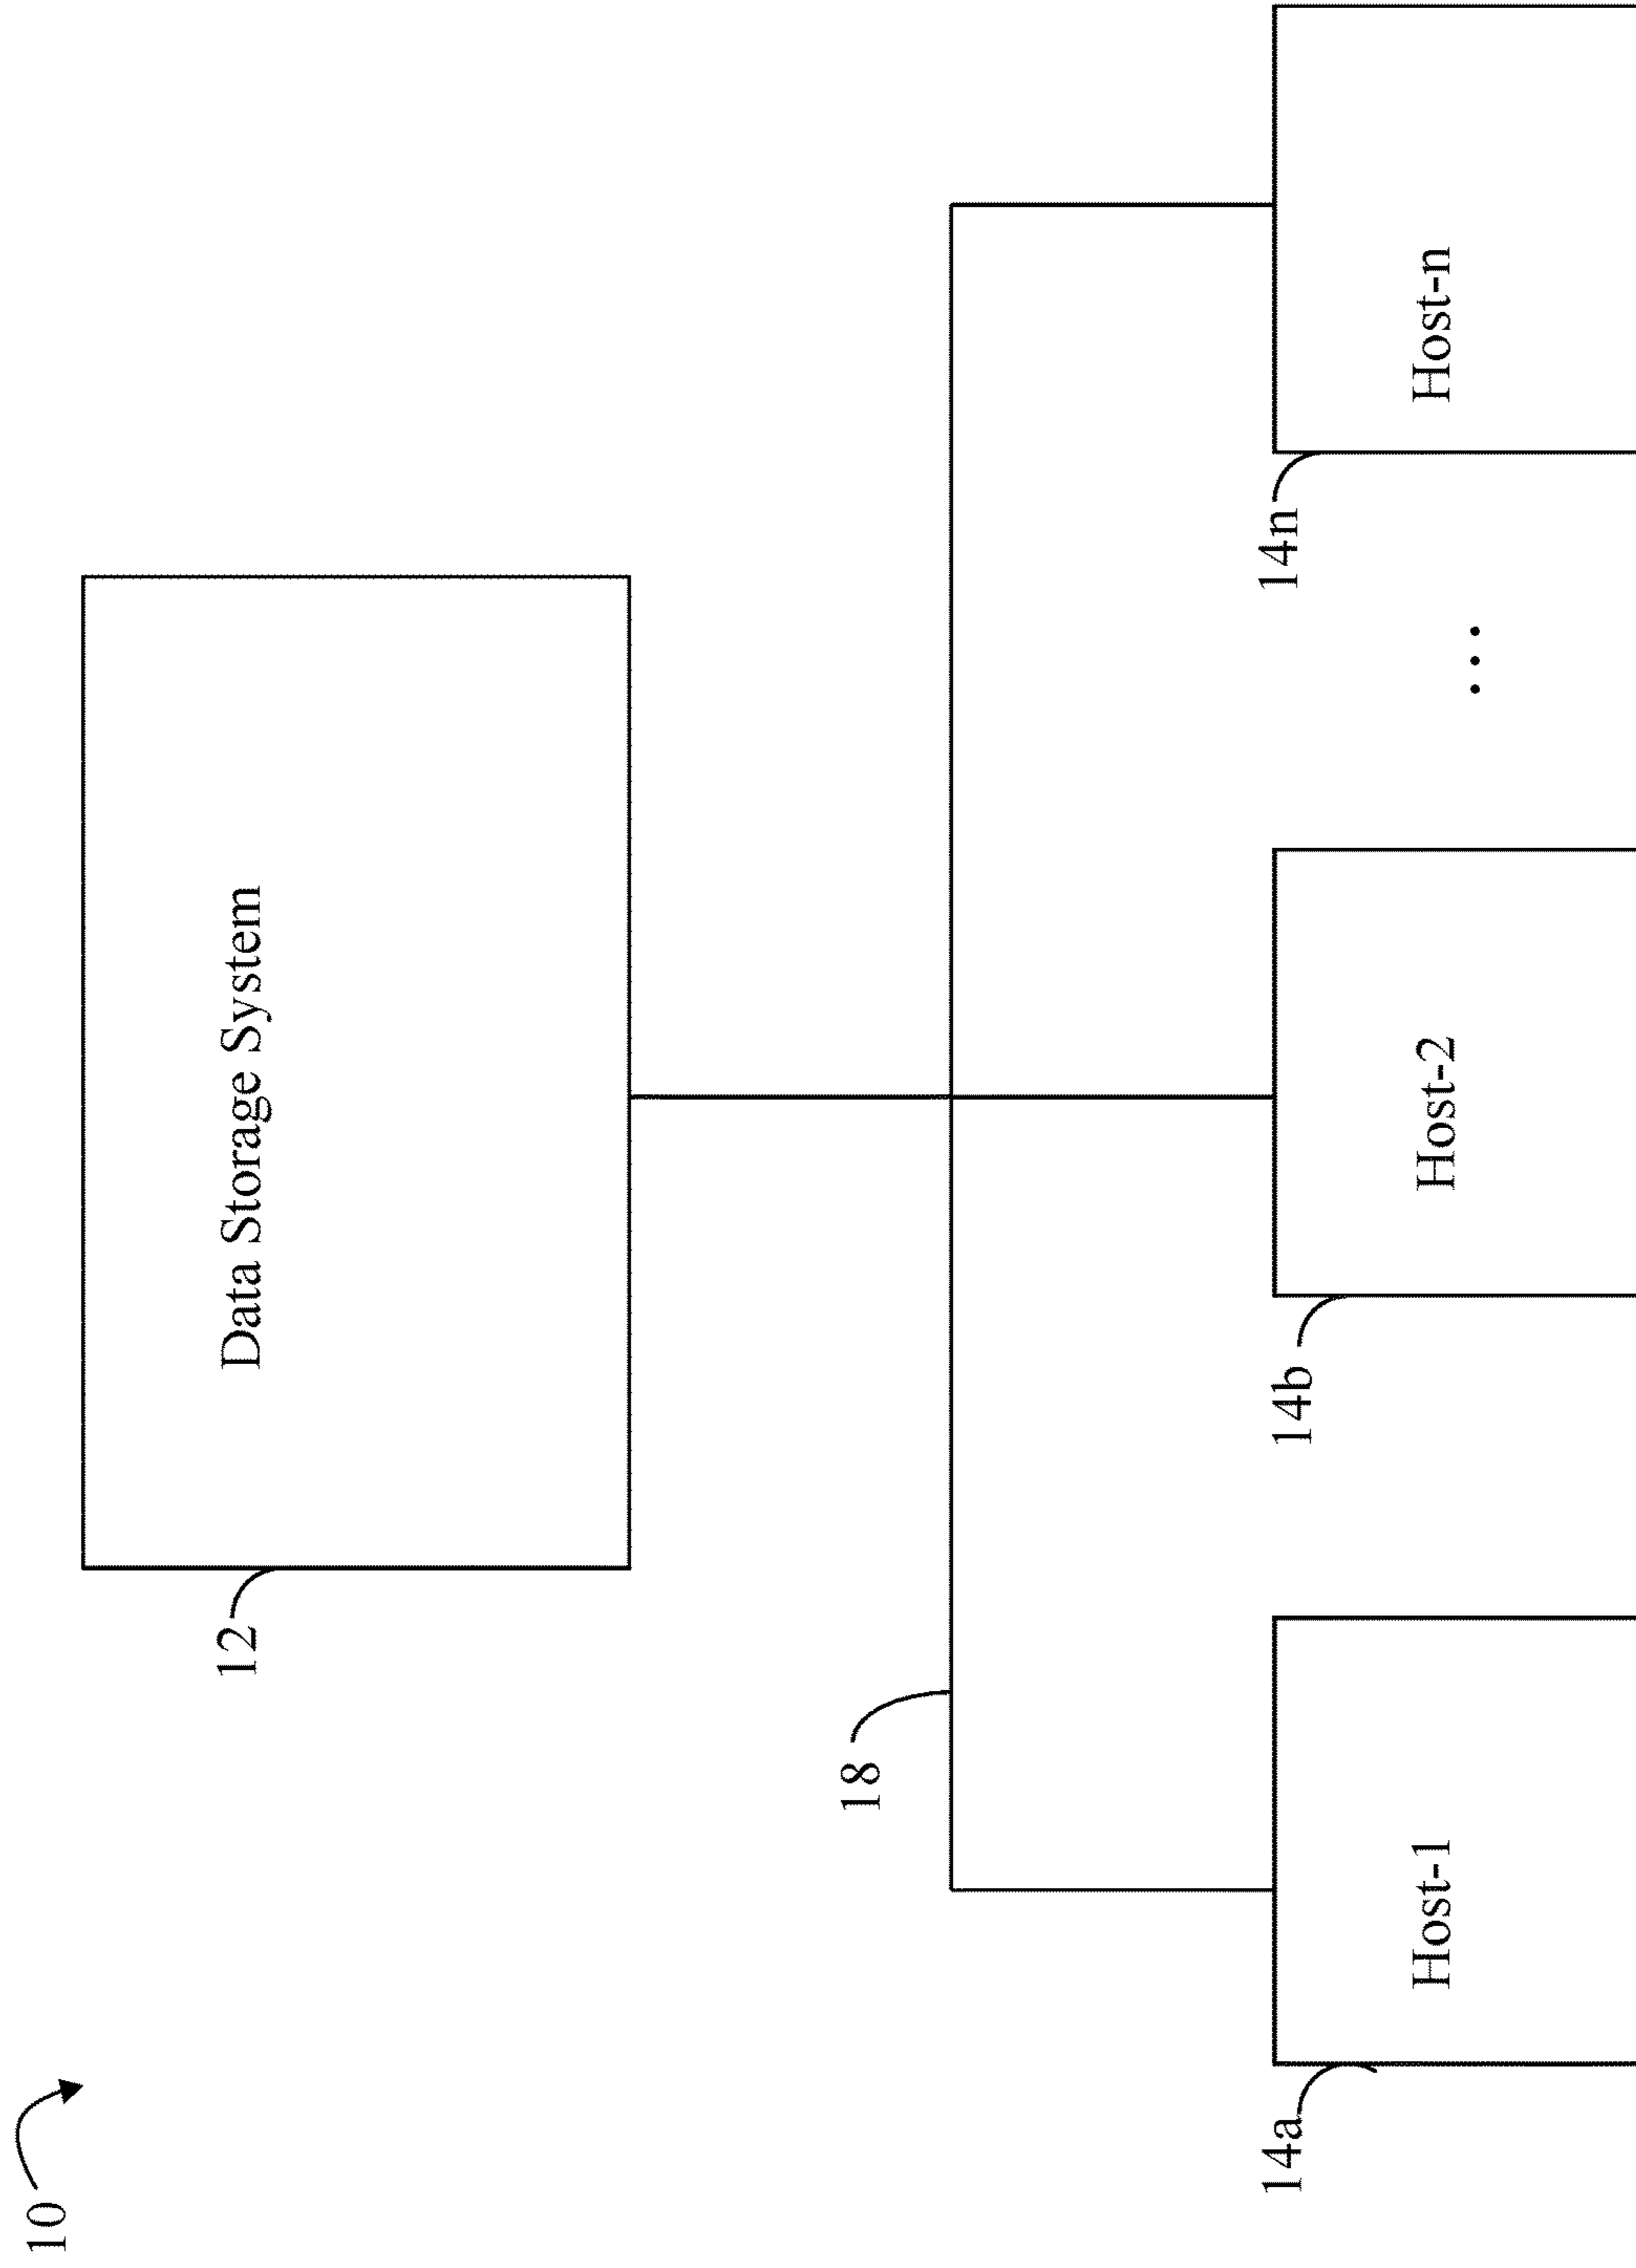 10
12
Data Storage System
18
14a
Host-1
14b
Host-2
...
14n
Host-n